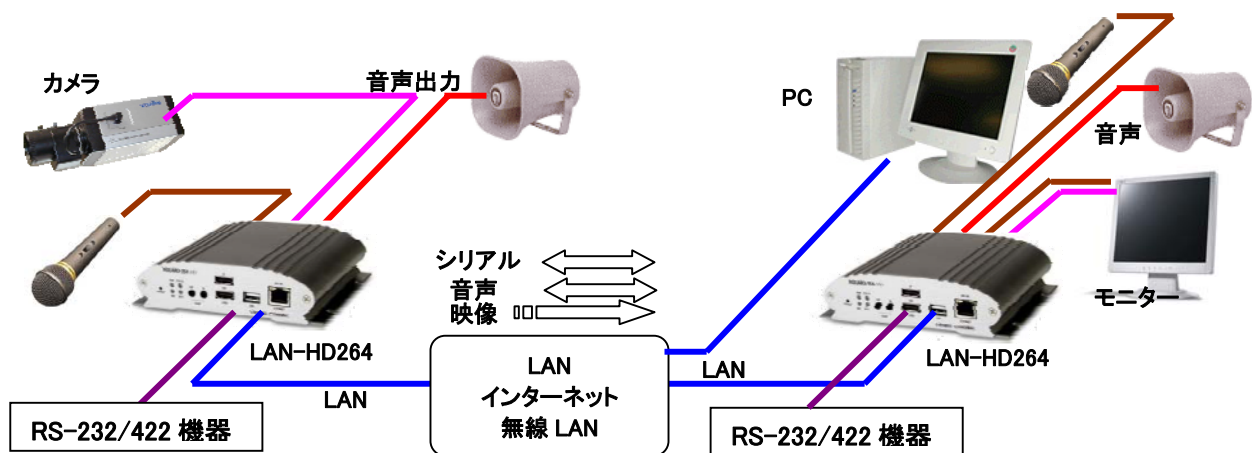 カメラ
音声出力
PC
音声
シリアル
音声
映像
モニター
LAN-HD264
LAN-HD264
LAN
インターネット
無線 LAN
LAN
LAN
RS-232/422 機器
RS-232/422 機器